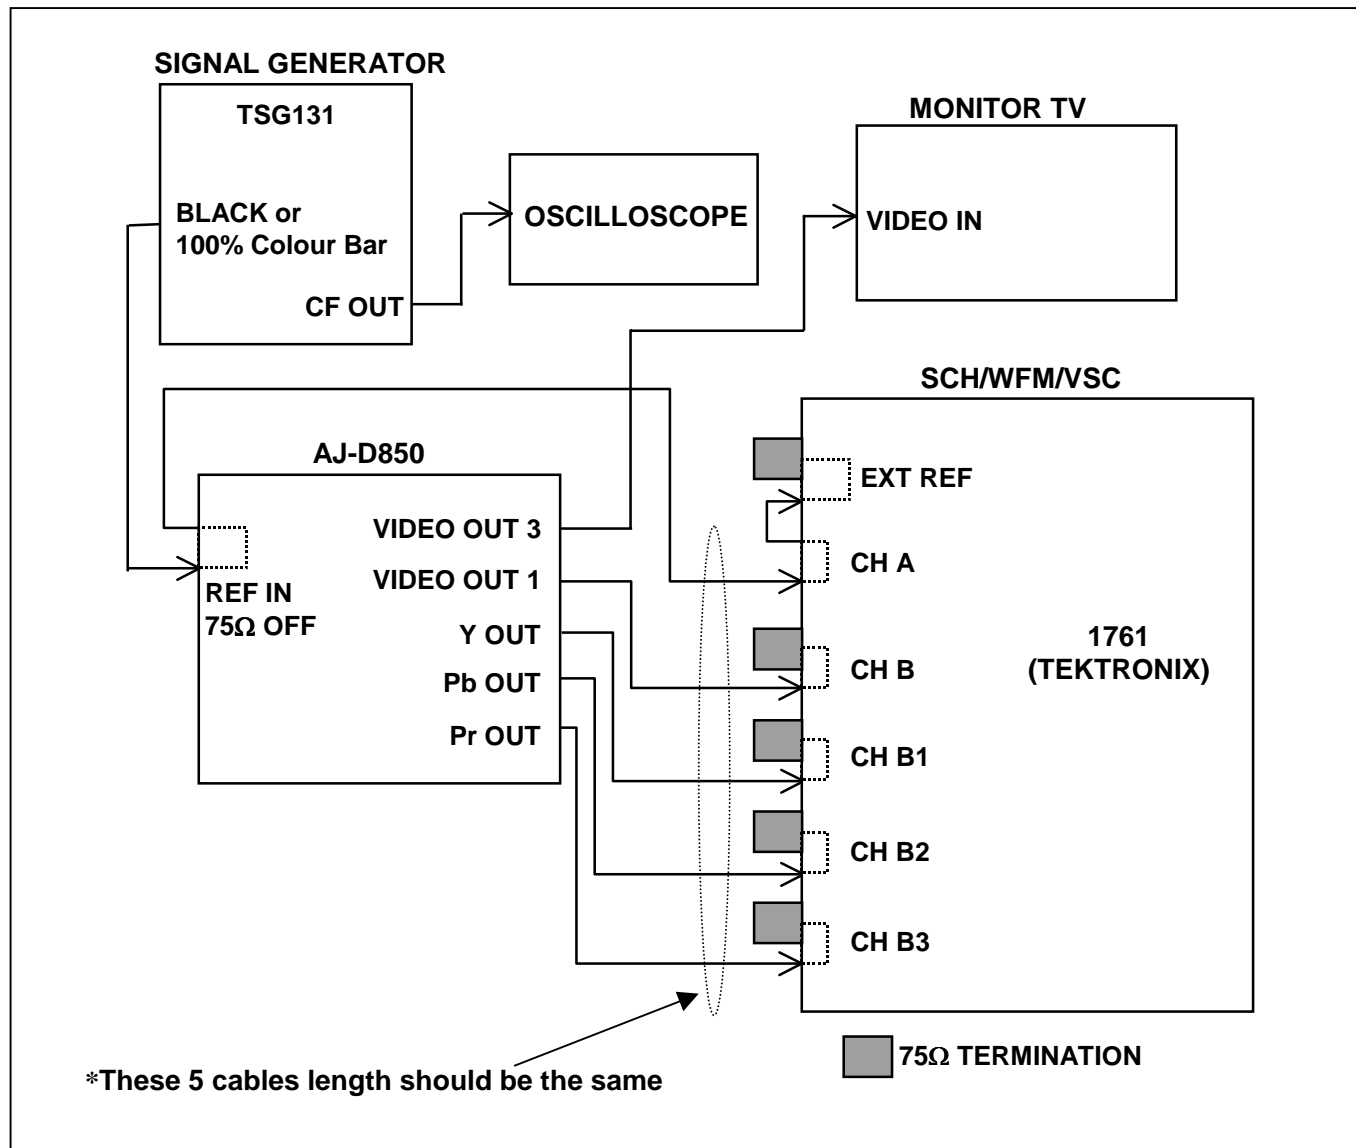 SIGNAL GENERATOR
TSG131
BLACK or
100% Colour Bar
CF OUT
OSCILLOSCOPE
MONITOR TV
VIDEO IN
AJ-D850
VIDEO OUT 3
VIDEO OUT 1
Y OUT
Pb OUT
Pr OUT
REF IN
75Ω OFF
SCH/WFM/VSC
EXT REF
CH A
CH B
CH B1
CH B2
CH B3
1761
(TEKTRONIX)
75Ω TERMINATION
*These 5 cables length should be the same